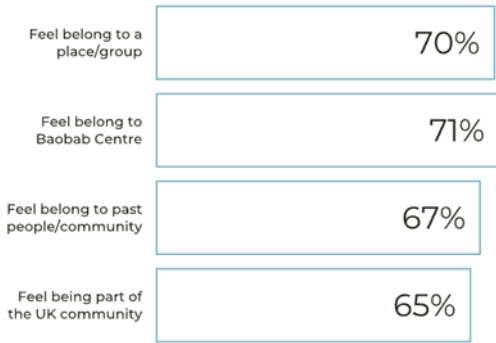 Feel belong to a
place/group
70%
Feel belong to
Baobab Centre
71%
Feel belong to past
people/community
67%
Feel being part of
the UK community
65%